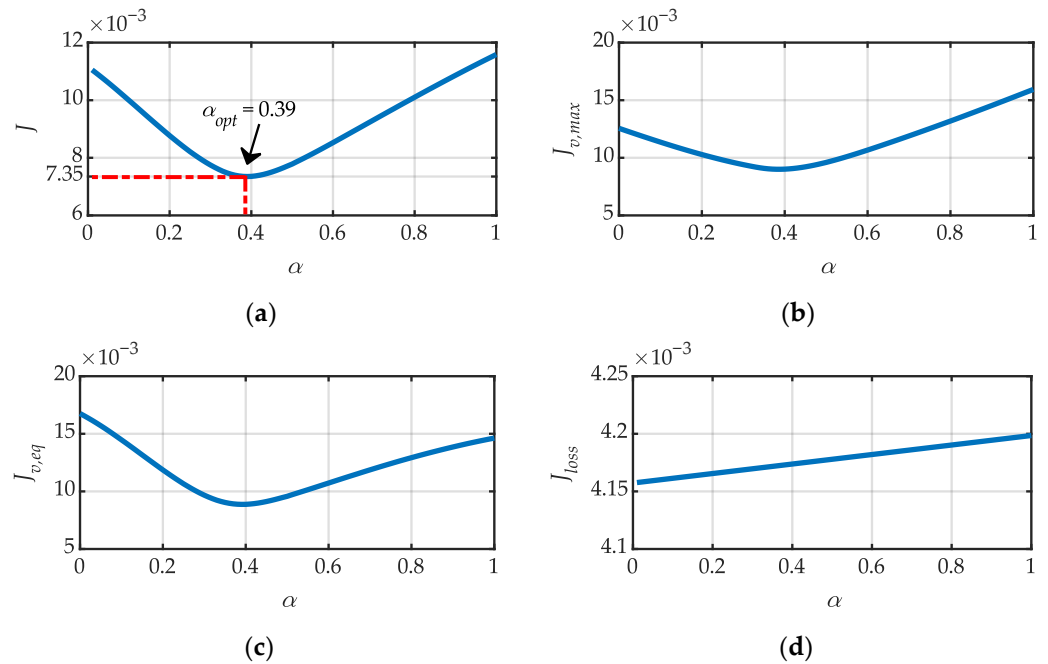 ×10⁻³
12
10
8
7.35
6
J
α_opt = 0.39
0 0.2 0.4 0.6 0.8 1
α
(a)
×10⁻³
20
15
10
5
J_v,max
0 0.2 0.4 0.6 0.8 1
α
(b)
×10⁻³
20
15
10
5
J_v,eq
0 0.2 0.4 0.6 0.8 1
α
(c)
×10⁻³
4.25
4.2
4.15
4.1
J_loss
0 0.2 0.4 0.6 0.8 1
α
(d)